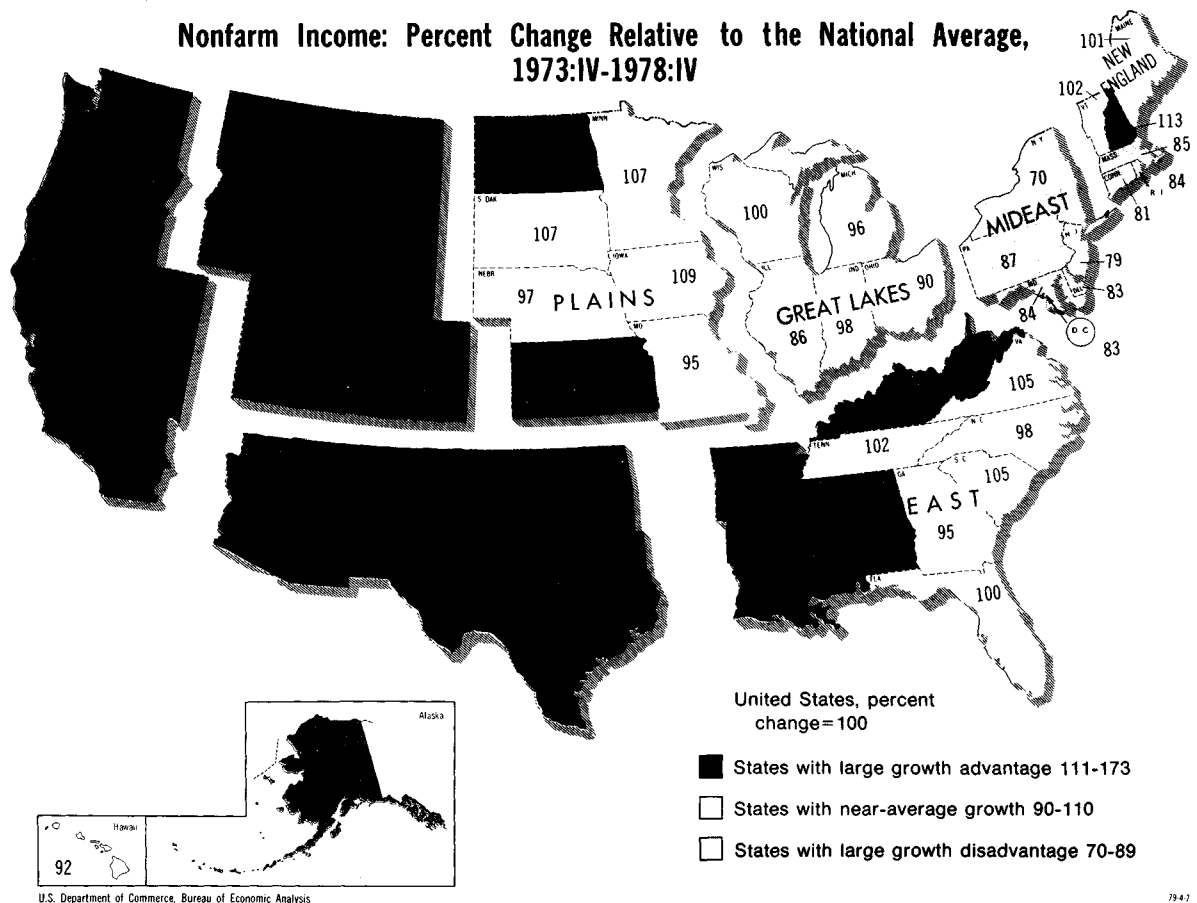 Nonfarm Income: Percent Change Relative to the National Average,
1973:IV-1978:IV
MAINE
101
NEW
ENGLAND
102
VT
113
MASS
85
84
CONN
R I
81
MINN
107
S DAK
107
NEBR
97
IOWA
109
PLAINS
MO
95
WIS
100
MICH
96
GREAT LAKES
ILL
86
IND
98
OHIO
90
N Y
70
MIDEAST
PA
87
N J
79
DEL
83
MD
84
D C
83
VA
105
TENN
102
N C
98
S C
105
GA
EAST
95
FLA
100
Alaska
Hawaii
92
United States, percent
change=100
States with large growth advantage 111-173
States with near-average growth 90-110
States with large growth disadvantage 70-89
U.S. Department of Commerce, Bureau of Economic Analysis
79-4-7